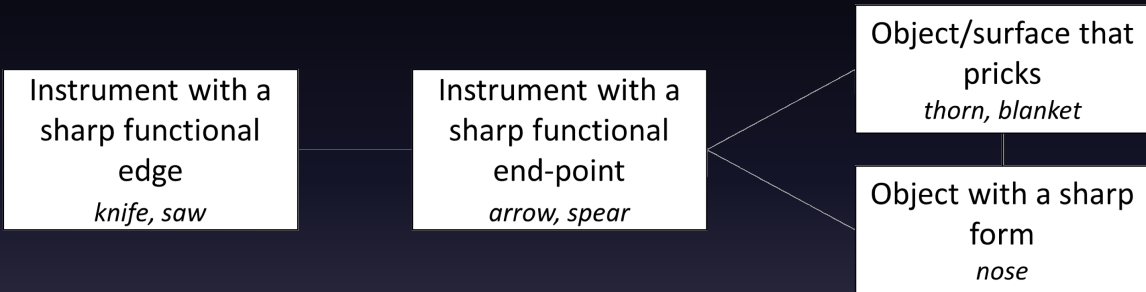 Instrument with a
sharp functional
edge
knife, saw
Instrument with a
sharp functional
end-point
arrow, spear
Object/surface that
pricks
thorn, blanket
Object with a sharp
form
nose